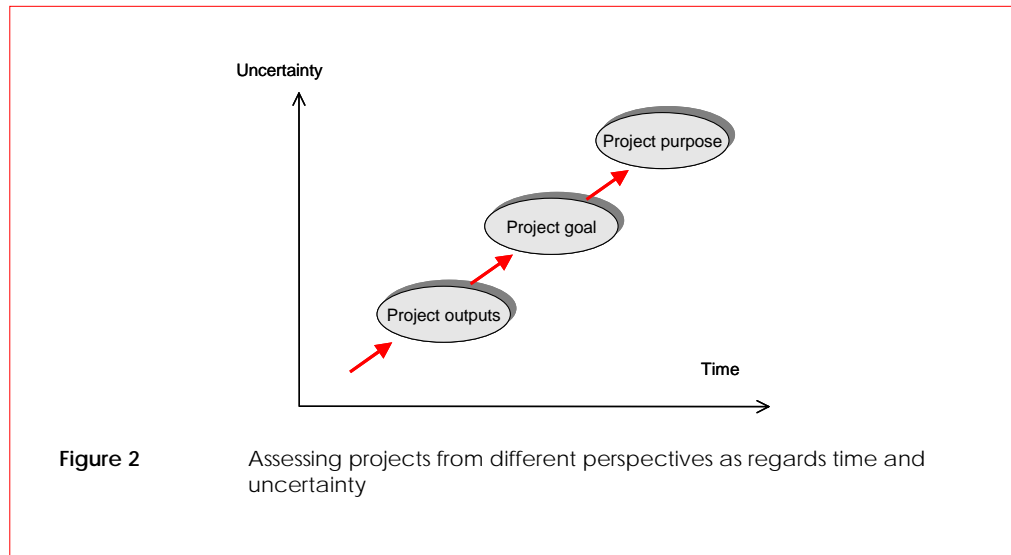 Uncertainty
Project purpose
Project goal
Project outputs
Time
Figure 2 Assessing projects from different perspectives as regards time and
uncertainty